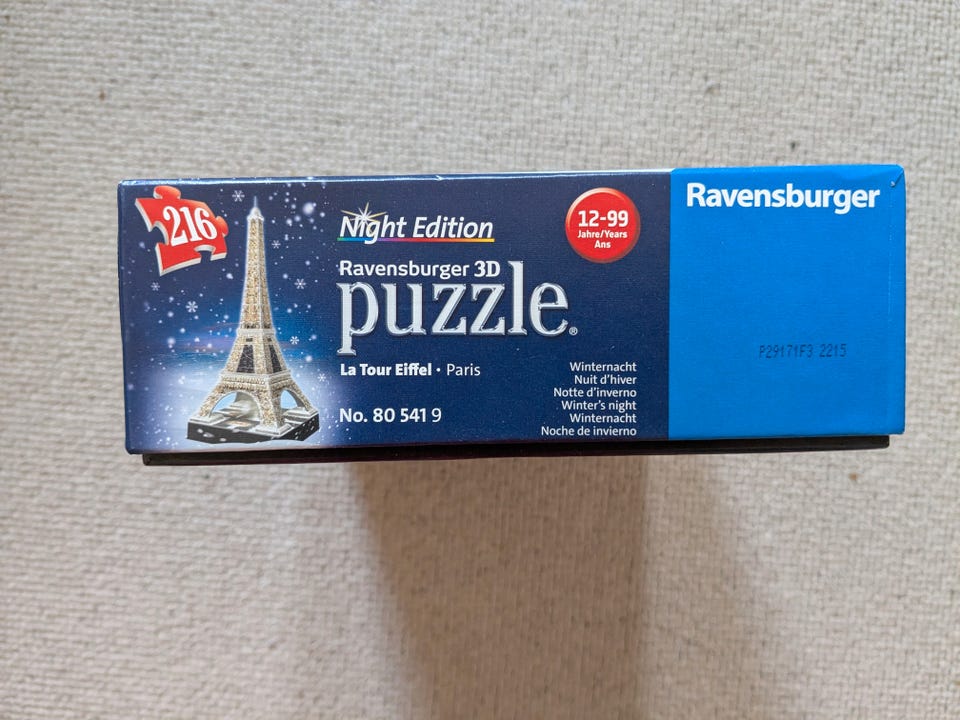 216
Night Edition
Ravensburger 3D
puzzle®
La Tour Eiffel • Paris
No. 80 541 9
12-99
Jahre/Years
Ans
Winternacht
Nuit d'hiver
Notte d'inverno
Winter's night
Winternacht
Noche de invierno
Ravensburger
P29171F3 2215